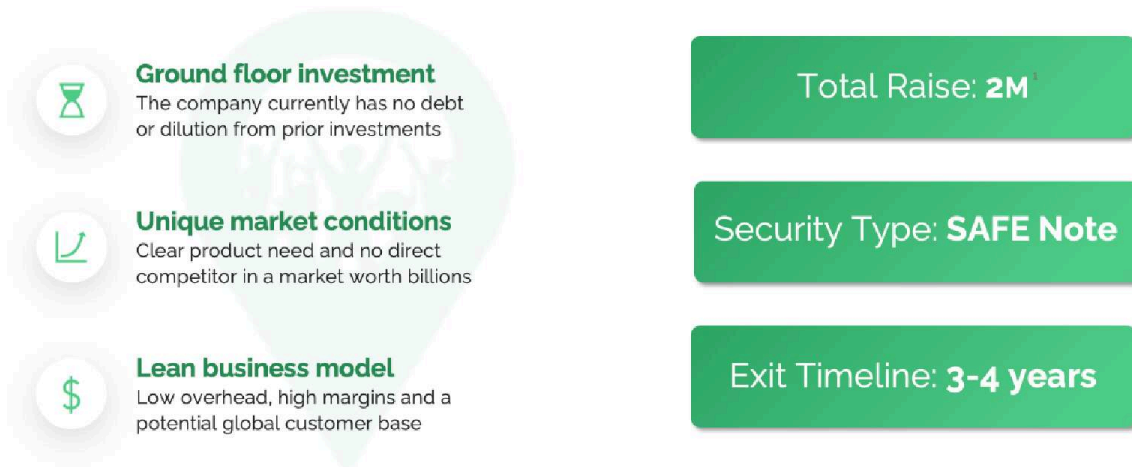 Ground floor investment
The company currently has no debt
or dilution from prior investments
Total Raise: 2M¹
Unique market conditions
Clear product need and no direct
competitor in a market worth billions
Security Type: SAFE Note
Lean business model
Low overhead, high margins and a
potential global customer base
Exit Timeline: 3-4 years
$